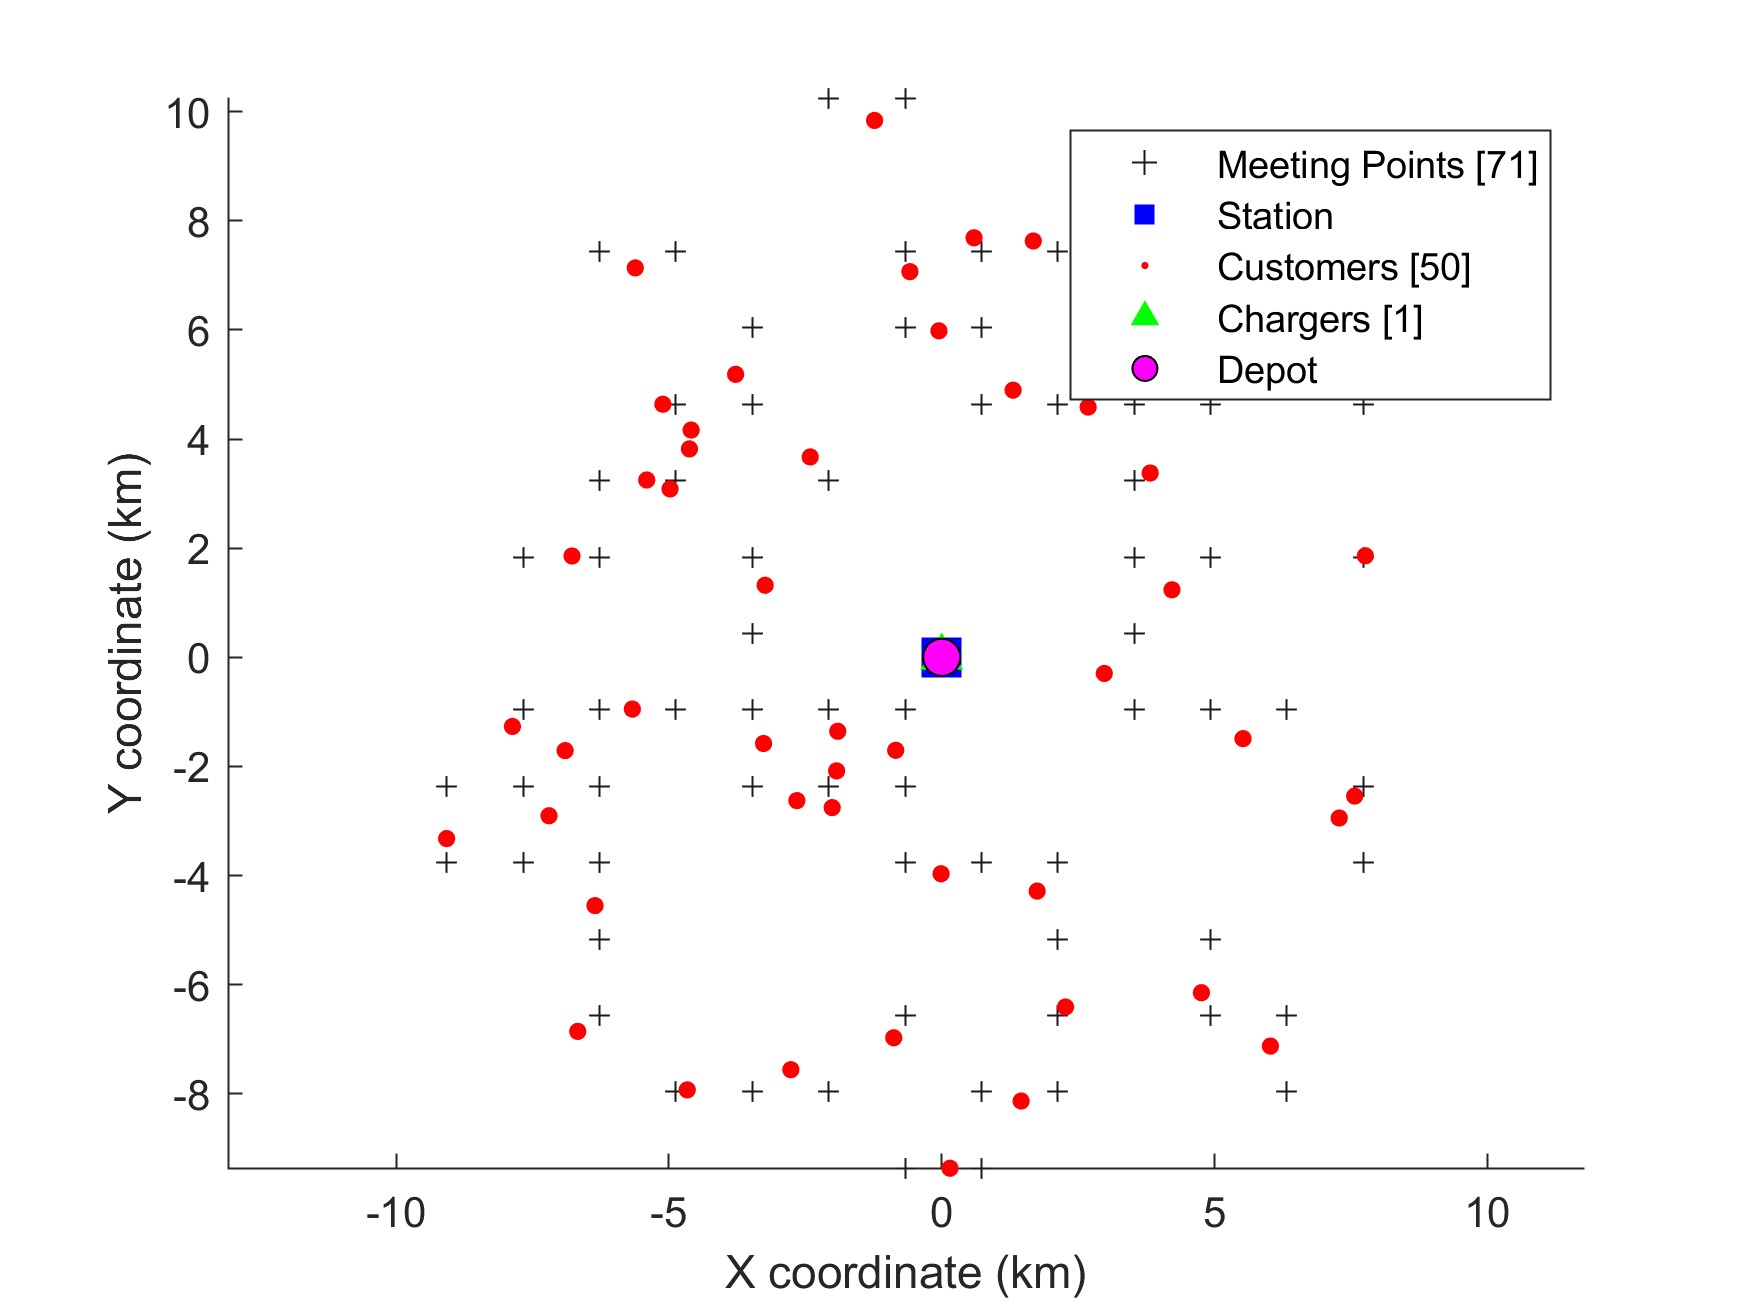 10
8
6
4
2
0
-2
-4
-6
-8
Y coordinate (km)
Meeting Points [71]
Station
Customers [50]
Chargers [1]
Depot
-10 -5 0 5 10
X coordinate (km)